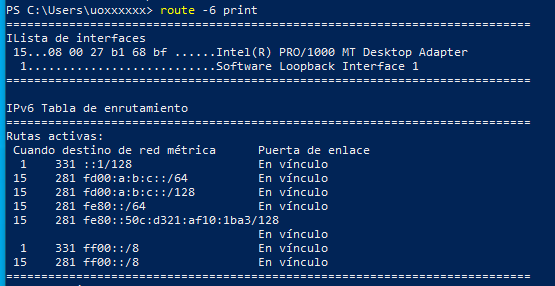 PS C:\Users\uoxxxxxx> route -6 print
===========================================================================
ILista de interfaces
 15...08 00 27 b1 68 bf ......Intel(R) PRO/1000 MT Desktop Adapter
  1...........................Software Loopback Interface 1
===========================================================================
IPv6 Tabla de enrutamiento
===========================================================================
Rutas activas:
 Cuando destino de red métrica      Puerta de enlace
  1    331 ::1/128                  En vínculo
 15    281 fd00:a:b:c::/64          En vínculo
 15    281 fd00:a:b:c::/128         En vínculo
 15    281 fe80::/64                En vínculo
 15    281 fe80::50c:d321:af10:1ba3/128
                                    En vínculo
  1    331 ff00::/8                 En vínculo
 15    281 ff00::/8                 En vínculo
===========================================================================